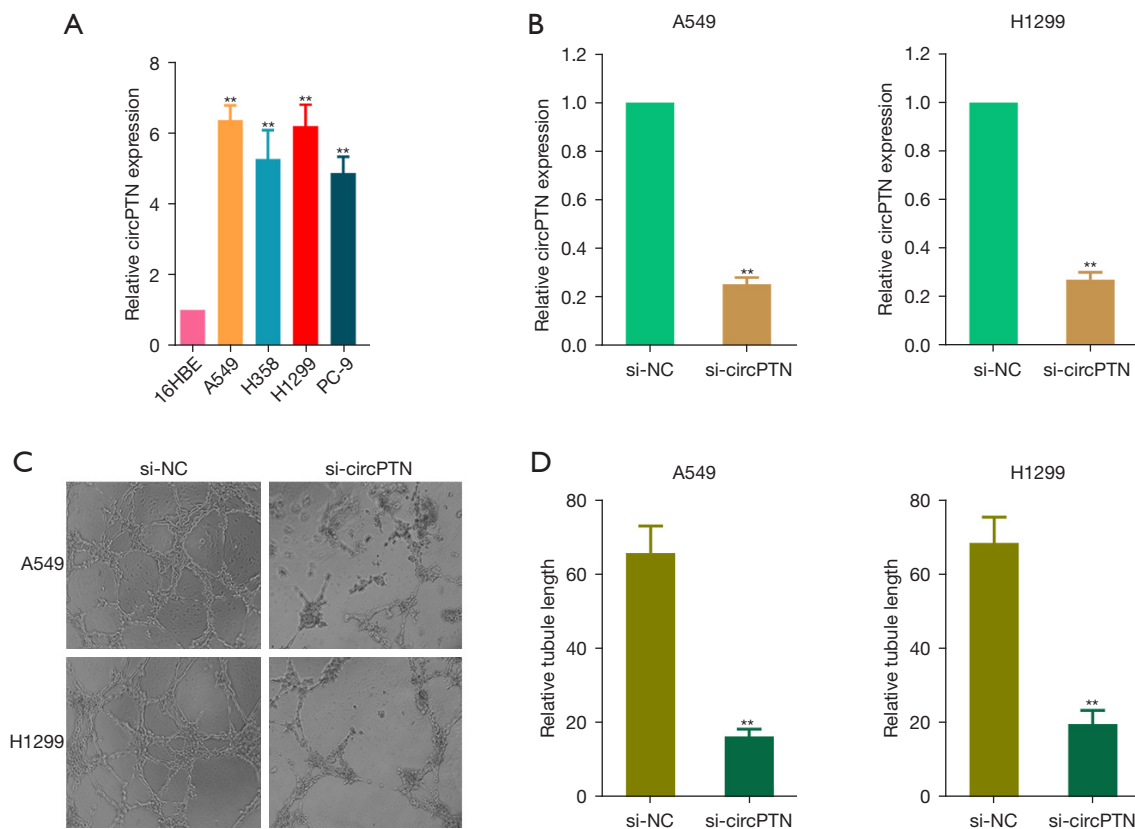 A
Relative circPTN expression
8
6
4
2
0
**
**
**
**
16HBE
A549
H358
H1299
PC-9
B
A549
Relative circPTN expression
1.2
1.0
0.8
0.6
0.4
0.2
0.0
**
si-NC si-circPTN
H1299
Relative circPTN expression
1.2
1.0
0.8
0.6
0.4
0.2
0.0
**
si-NC si-circPTN
C
si-NC si-circPTN
A549
H1299
D
A549
Relative tubule length
80
60
40
20
0
**
si-NC si-circPTN
H1299
Relative tubule length
80
60
40
20
0
**
si-NC si-circPTN